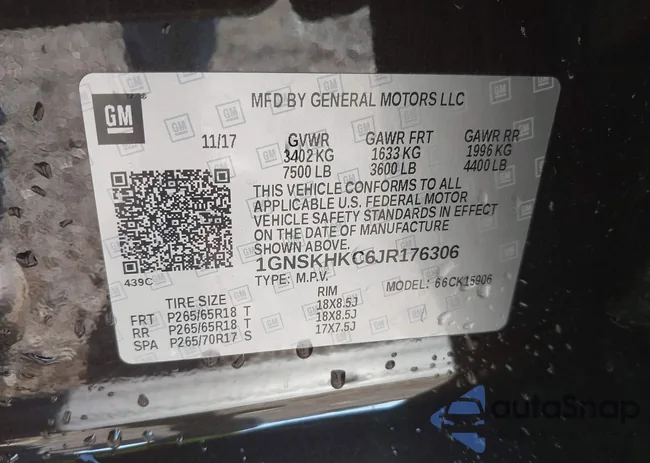 GM
MFD BY GENERAL MOTORS LLC
11/17 GVWR GAWR FRT GAWR RR
3402 KG 1633 KG 1996 KG
7500 LB 3600 LB 4400 LB
THIS VEHICLE CONFORMS TO ALL
APPLICABLE U.S. FEDERAL MOTOR
VEHICLE SAFETY STANDARDS IN EFFECT
ON THE DATE OF MANUFACTURE
SHOWN ABOVE.
439C
1GNSKHKC6JR176306
TYPE: M.P.V. MODEL: 66CK15906
TIRE SIZE RIM
FRT P265/65R18 T 18X8.5J
RR P265/65R18 T 18X8.5J
SPA P265/70R17 S 17X7.5J
autoSnap